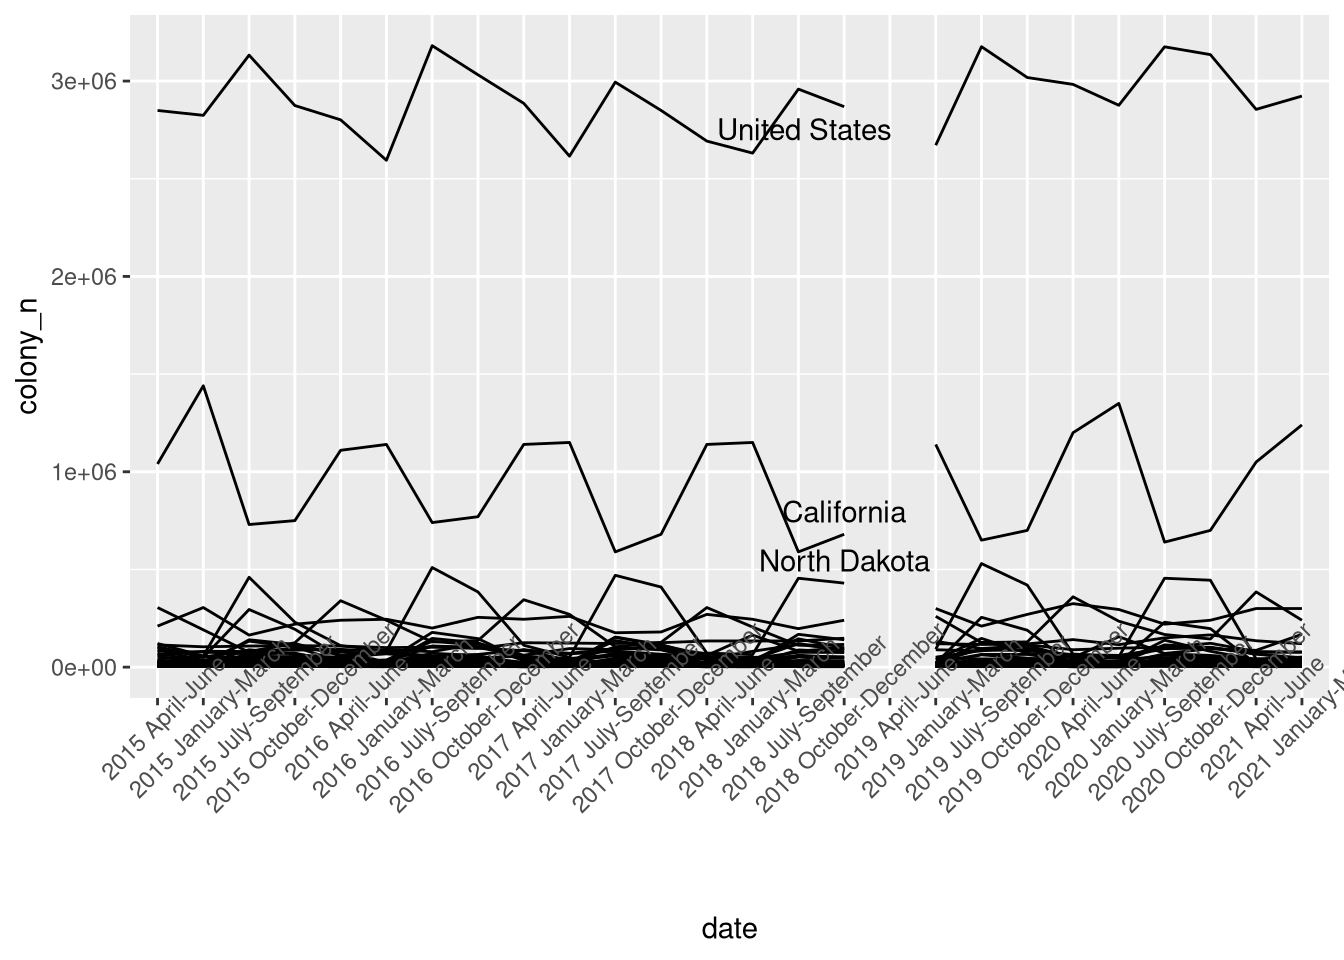 3e+06
2e+06
1e+06
0e+00
colony_n
United States
California
North Dakota
2015 April-June
2015 January-March
2015 July-September
2015 October-December
2016 April-June
2016 January-March
2016 July-September
2016 October-December
2017 April-June
2017 January-March
2017 July-September
2017 October-December
2018 April-June
2018 January-March
2018 July-September
2018 October-December
2019 April-June
2019 January-March
2019 July-September
2019 October-December
2020 April-June
2020 January-March
2020 July-September
2020 October-December
2021 April-June
2021 January-M
date